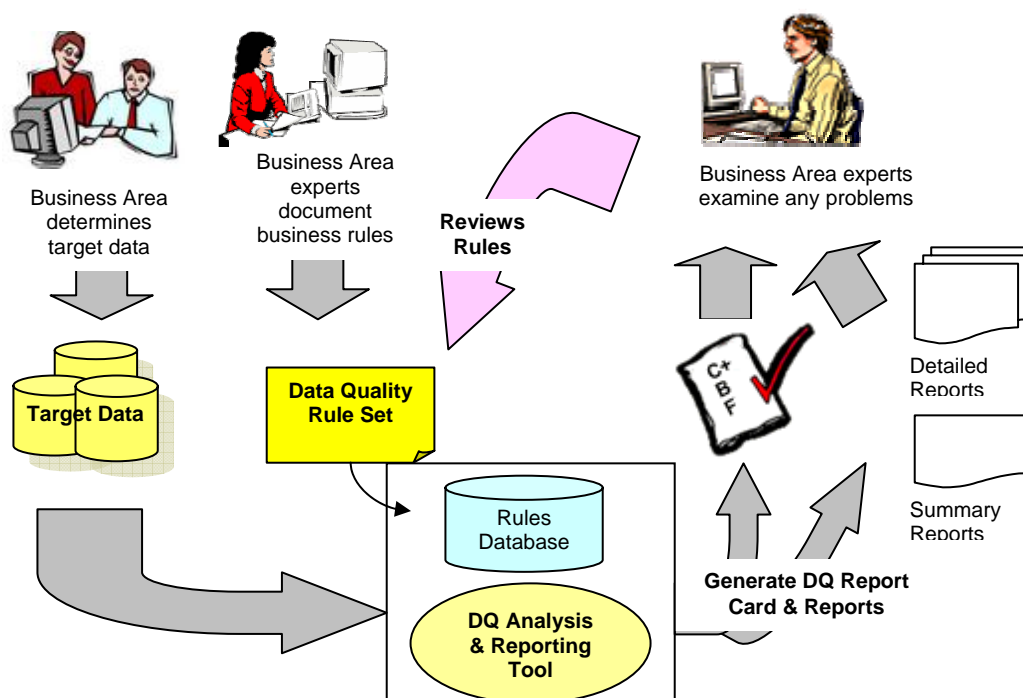 Business Area
determines
target data
Business Area
experts
document
business rules
Reviews
Rules
Business Area experts
examine any problems
Target Data
Data Quality
Rule Set
C+
B
F
Detailed
Reports
Summary
Reports
Rules
Database
DQ Analysis
& Reporting
Tool
Generate DQ Report
Card & Reports